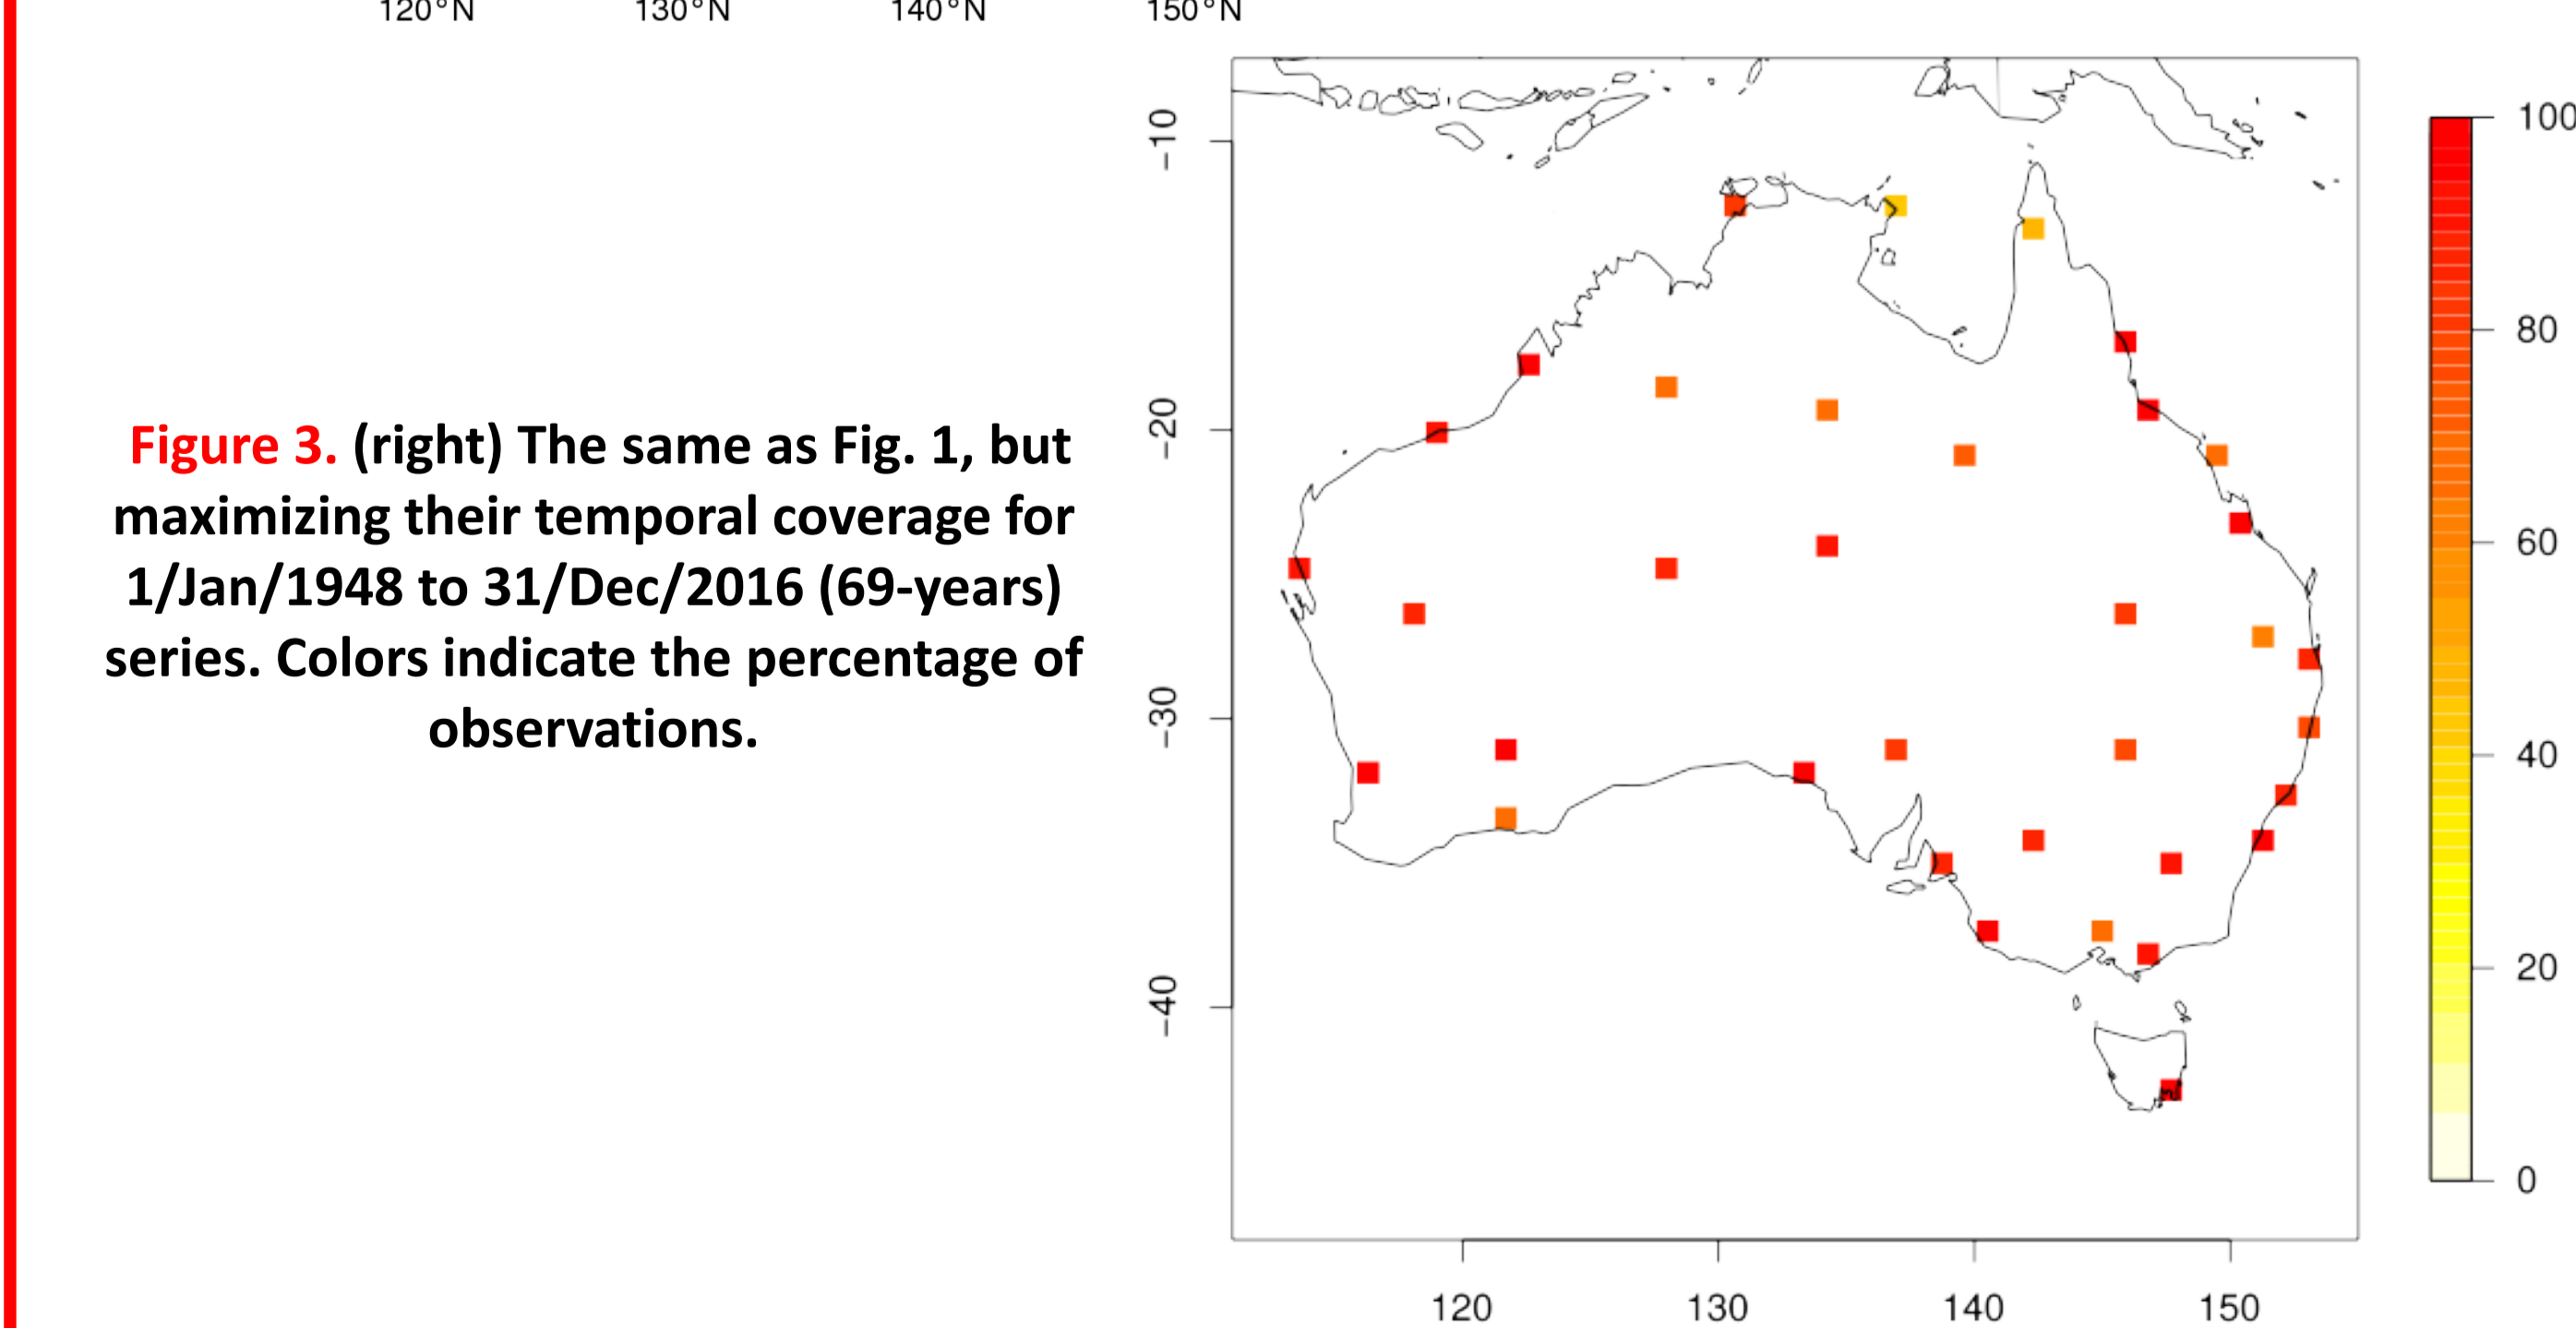 120°N 130°N 140°N 150°N
Figure 3. (right) The same as Fig. 1, but
maximizing their temporal coverage for
1/Jan/1948 to 31/Dec/2016 (69-years)
series. Colors indicate the percentage of
observations.
−10
−20
−30
−40
120 130 140 150
100
80
60
40
20
0